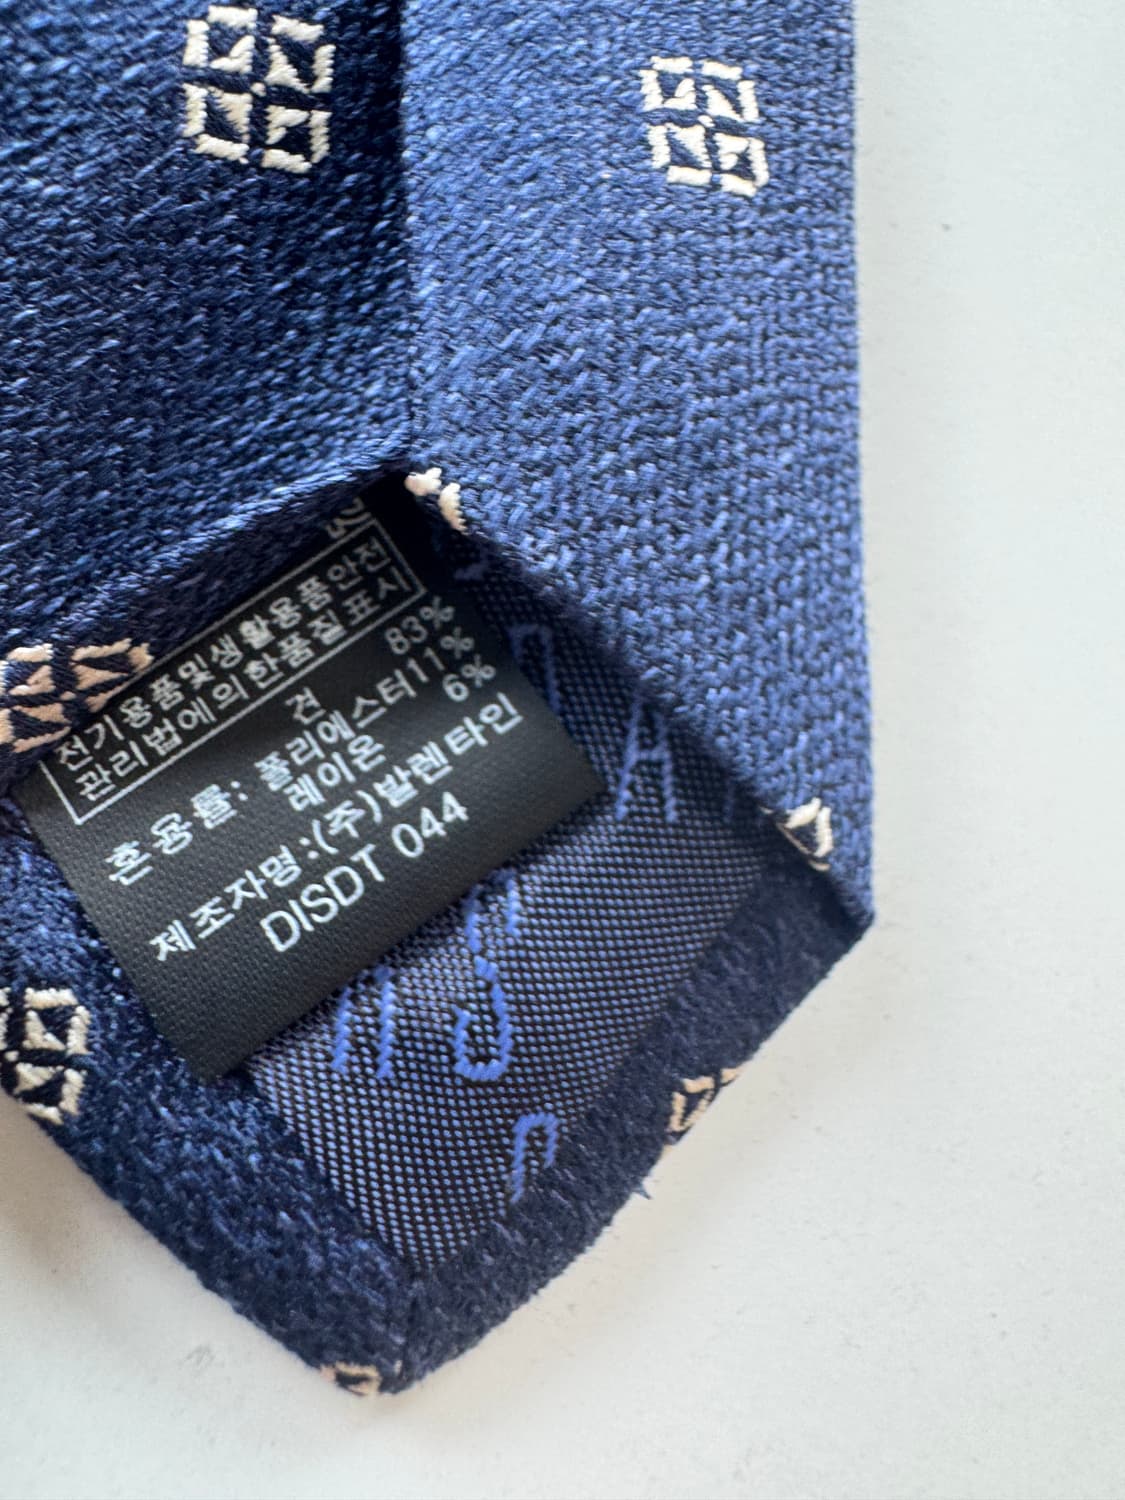 전기용품및생활용품안전
관리법에의한품질표시
견 83%
혼용률: 폴리에스터11%
레이온 6%
제조자명:(주)발렌타인
DISDT 044